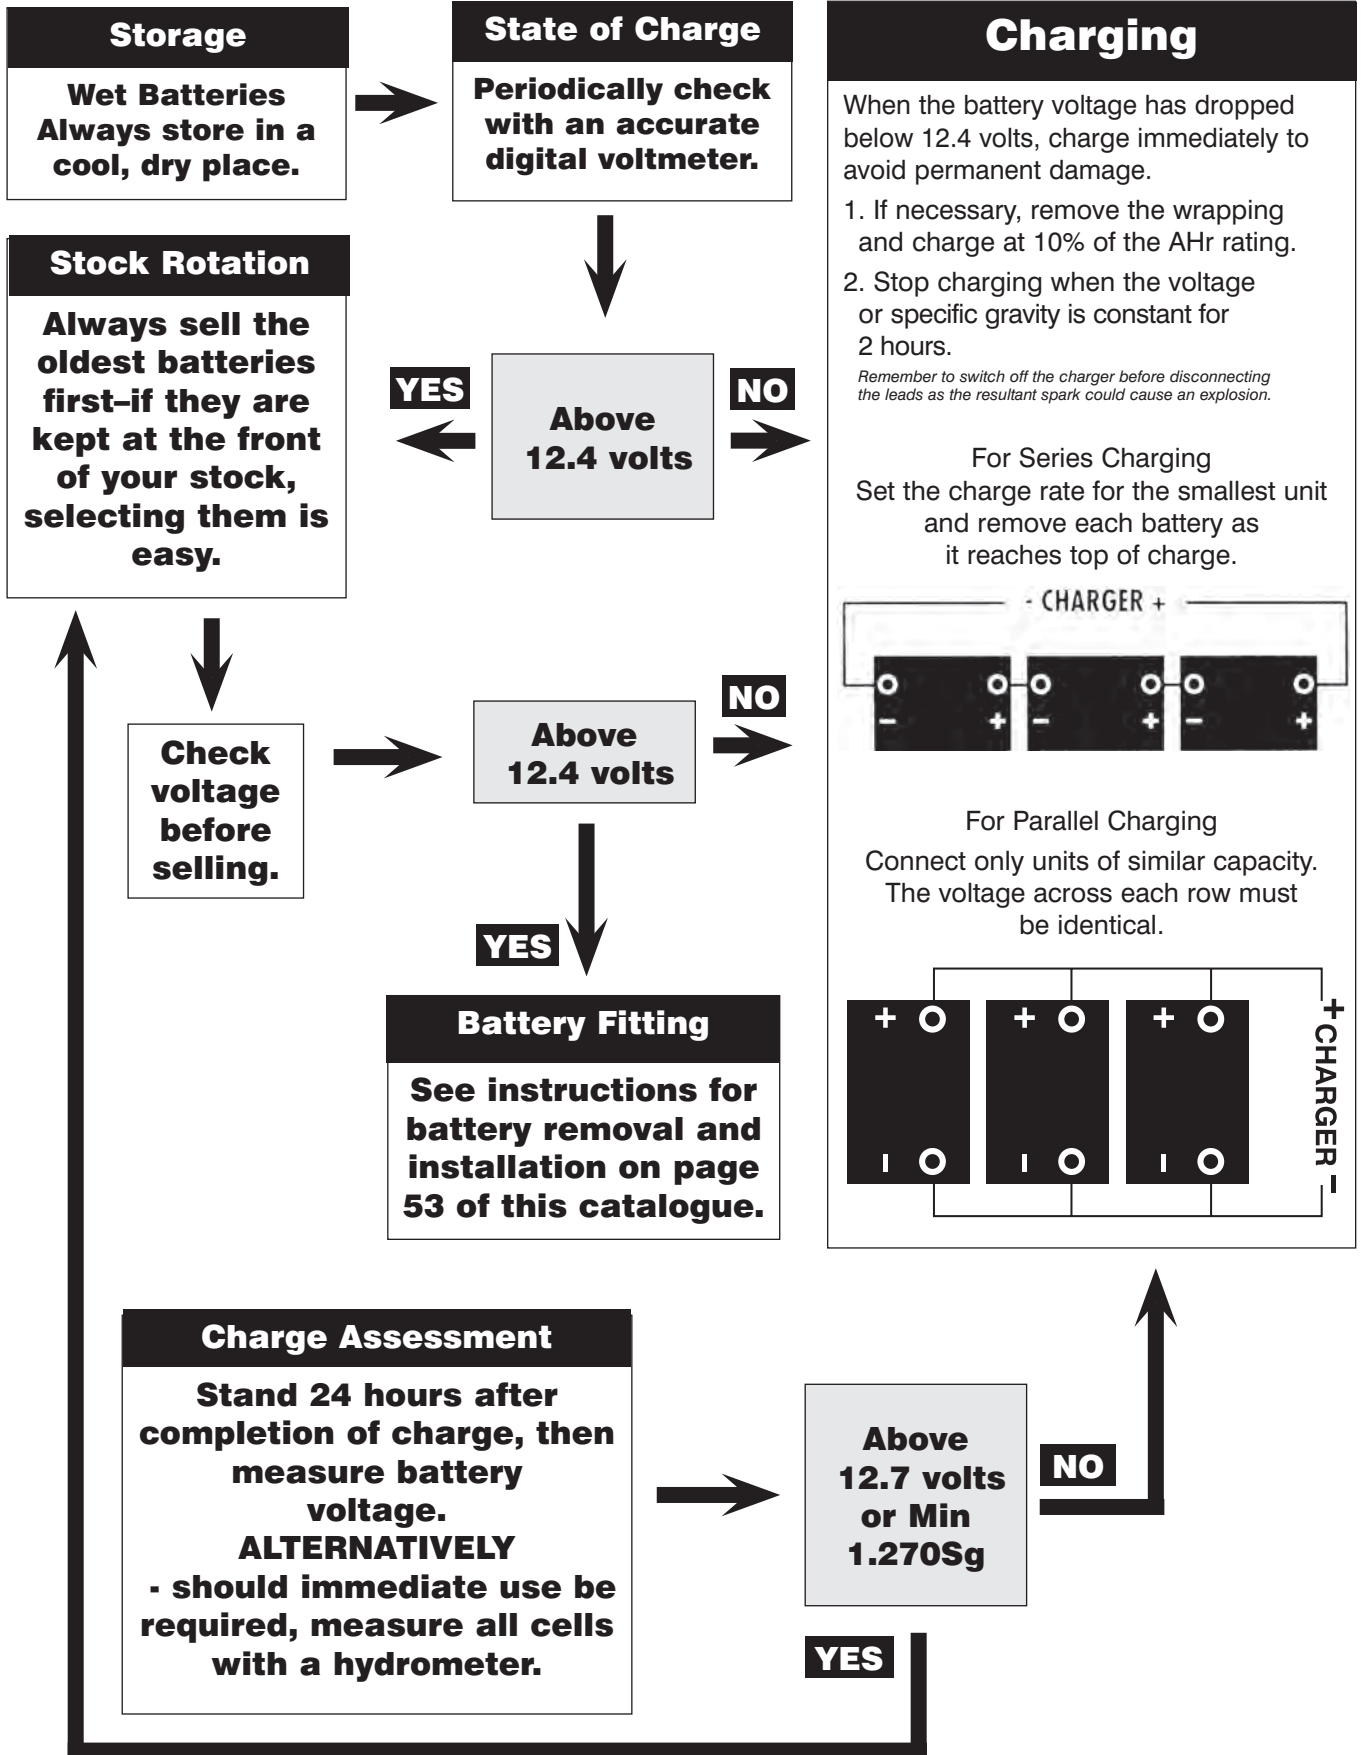 Storage
Wet Batteries
Always store in a
cool, dry place.
State of Charge
Periodically check
with an accurate
digital voltmeter.
Stock Rotation
Always sell the
oldest batteries
first–if they are
kept at the front
of your stock,
selecting them is
easy.
YES
Above
12.4 volts
NO
Check
voltage
before
selling.
Above
12.4 volts
NO
YES
Battery Fitting
See instructions for
battery removal and
installation on page
53 of this catalogue.
Charging
When the battery voltage has dropped
below 12.4 volts, charge immediately to
avoid permanent damage.
1. If necessary, remove the wrapping
and charge at 10% of the AHr rating.
2. Stop charging when the voltage
or specific gravity is constant for
2 hours.
Remember to switch off the charger before disconnecting
the leads as the resultant spark could cause an explosion.
For Series Charging
Set the charge rate for the smallest unit
and remove each battery as
it reaches top of charge.
- CHARGER +
- + - + - +
For Parallel Charging
Connect only units of similar capacity.
The voltage across each row must
be identical.
+ + +
- - -
+ CHARGER -
Charge Assessment
Stand 24 hours after
completion of charge, then
measure battery
voltage.
ALTERNATIVELY
- should immediate use be
required, measure all cells
with a hydrometer.
Above
12.7 volts
or Min
1.270Sg
NO
YES